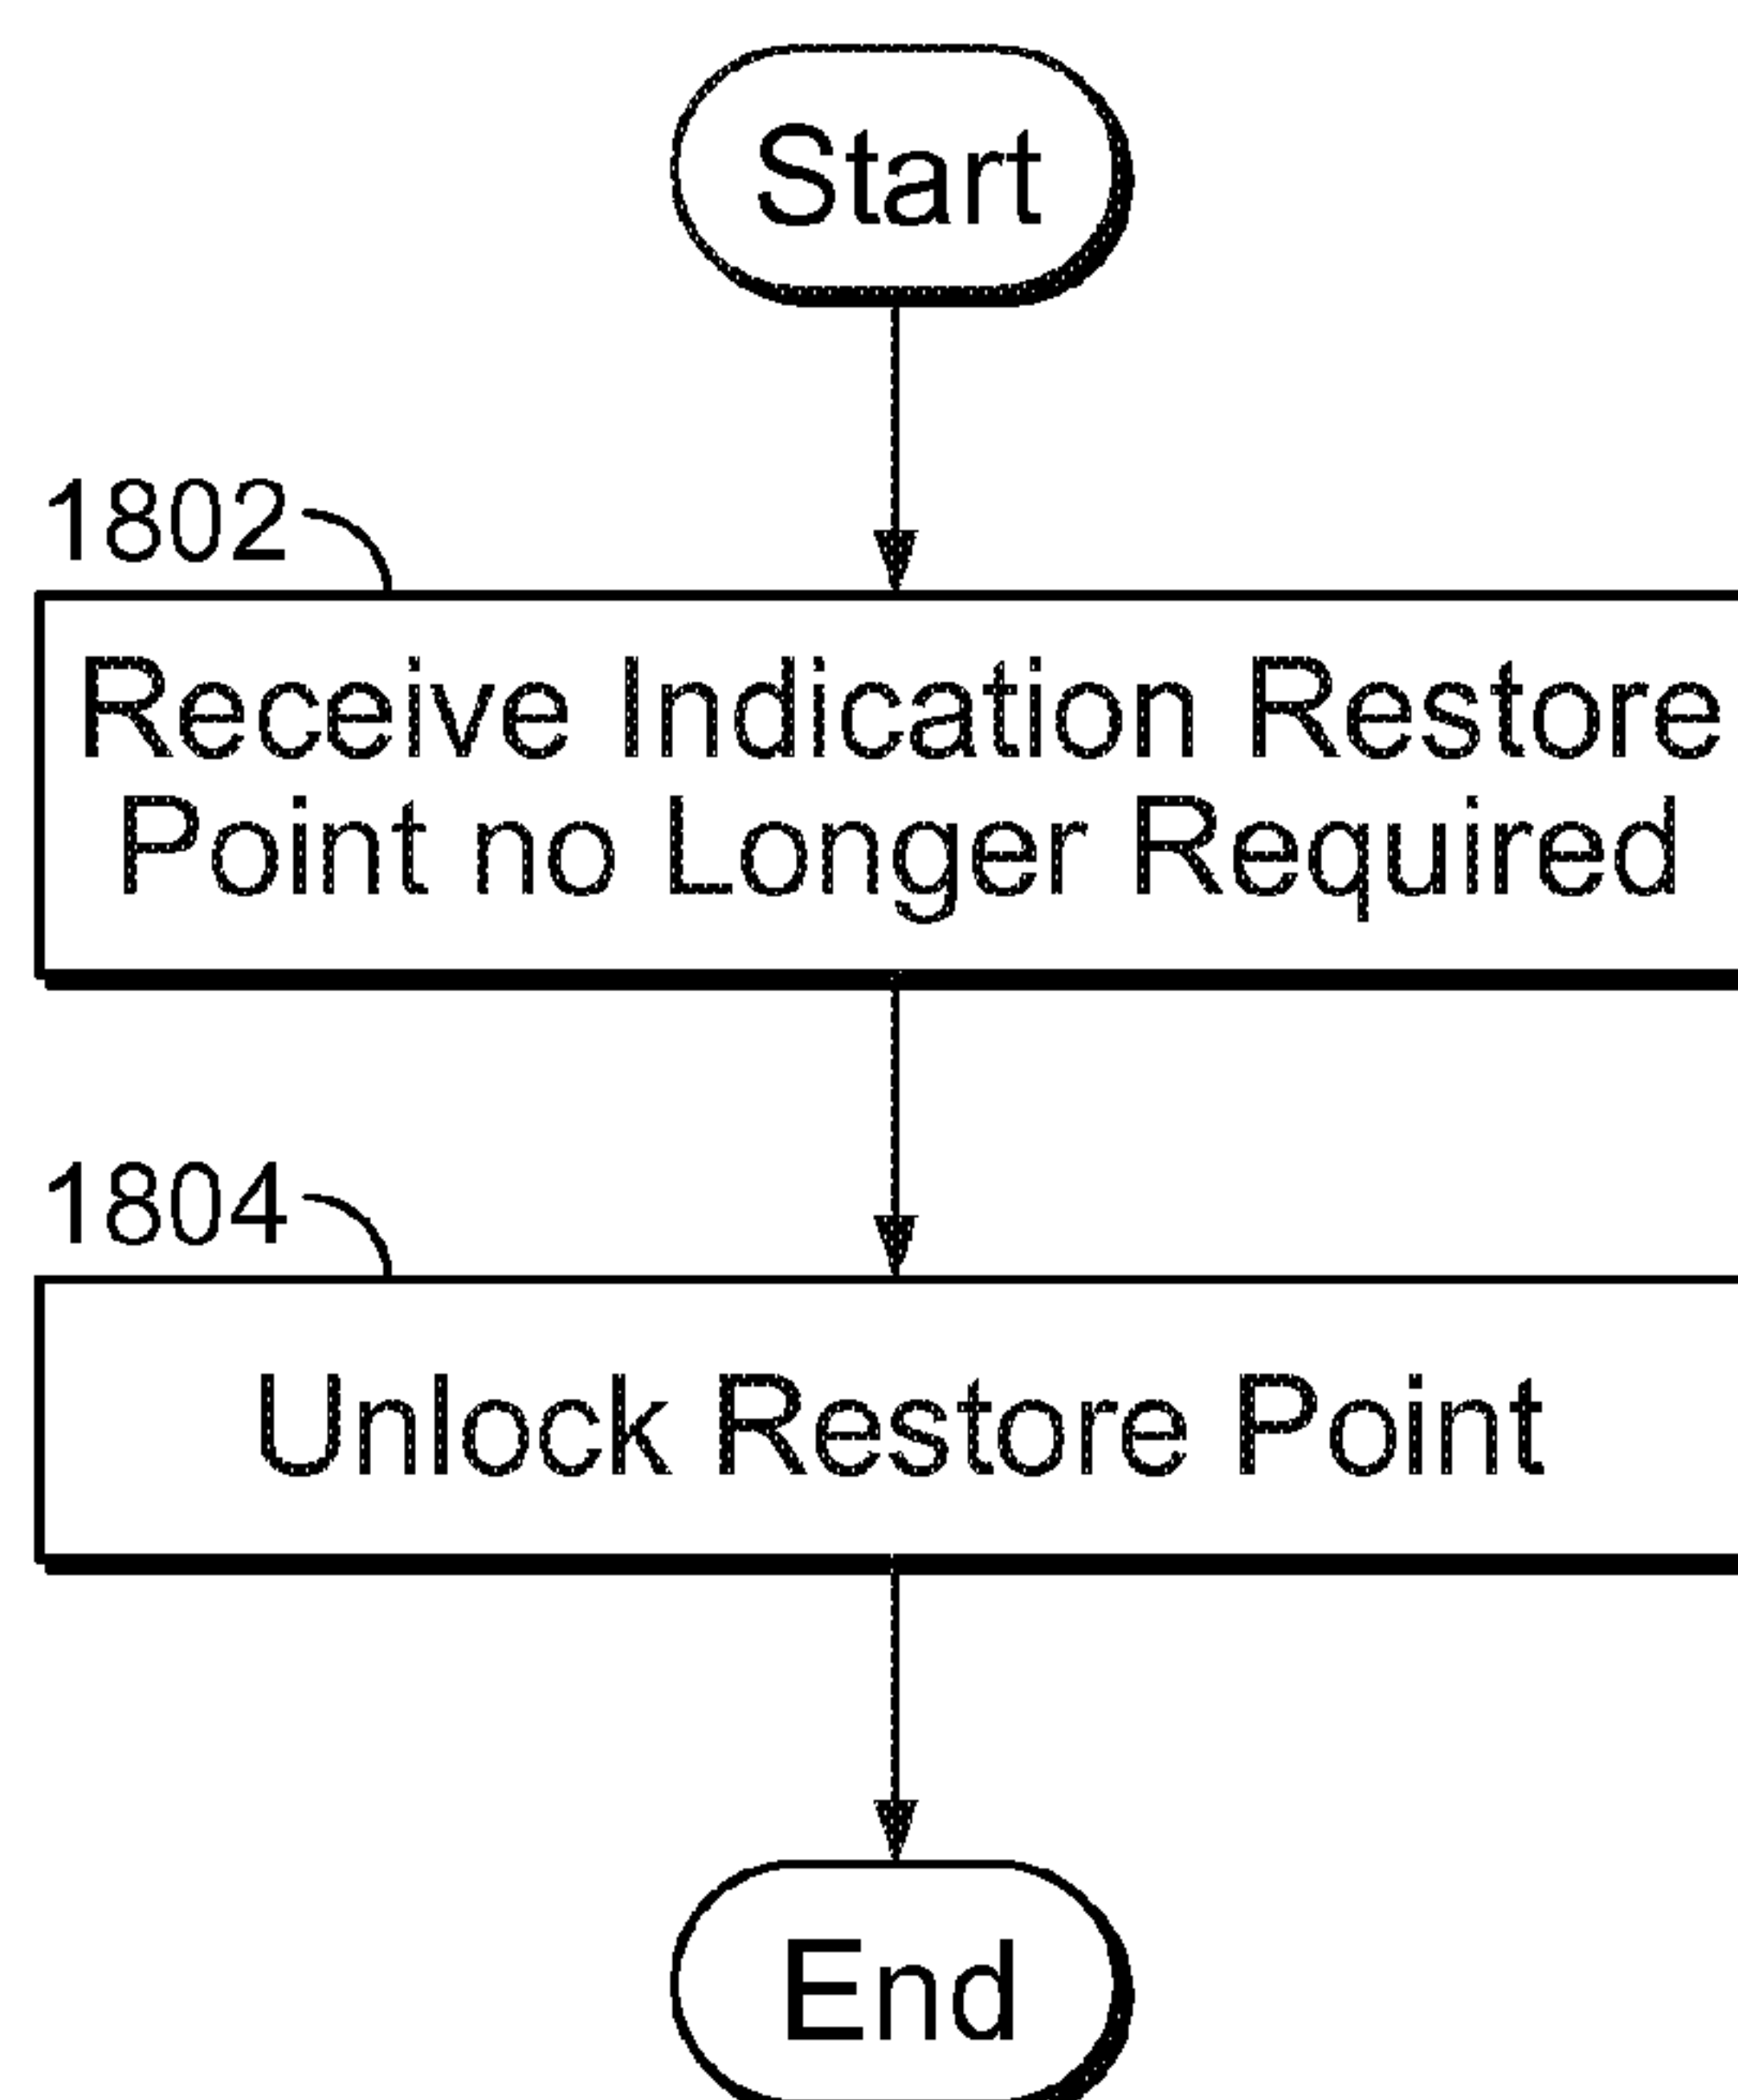 Start
1802
Receive Indication Restore
Point no Longer Required
1804
Unlock Restore Point
End